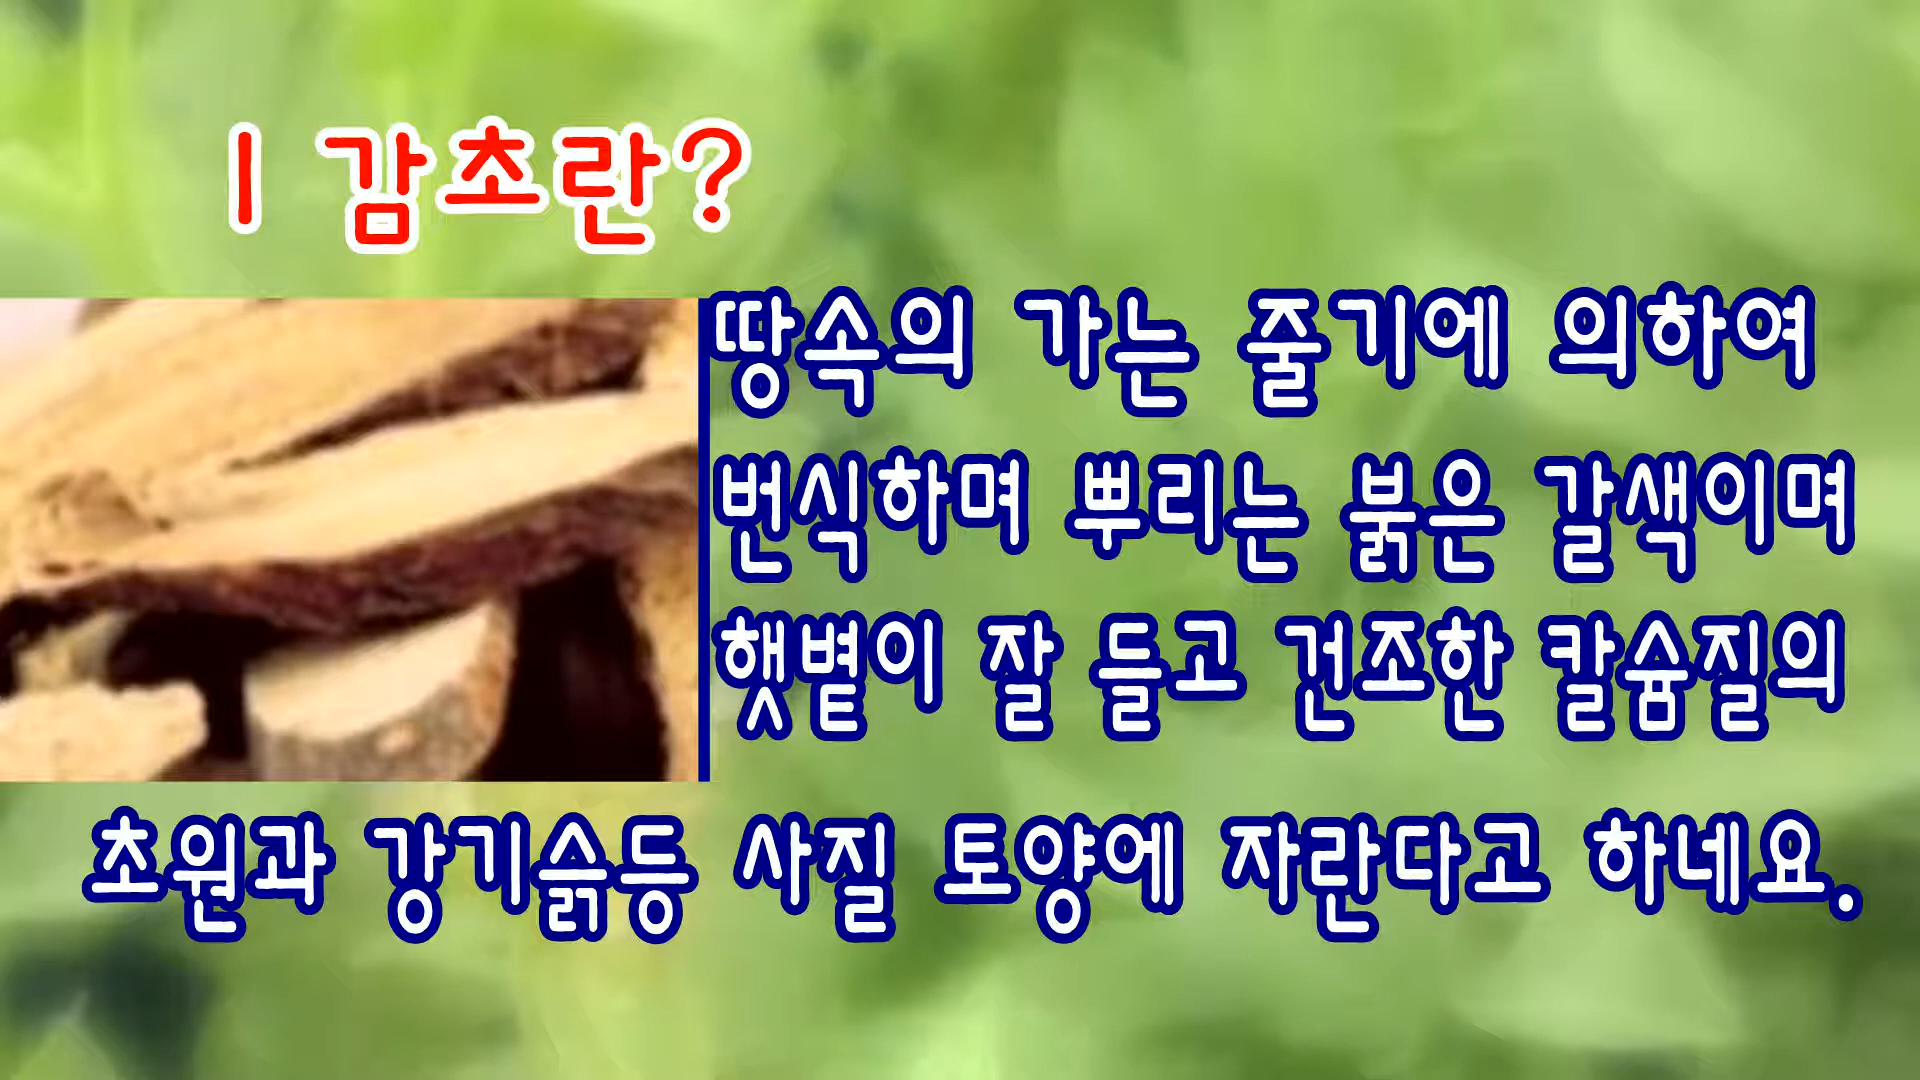 1 감초란?
땅속의 가는 줄기에 의하여
번식하며 뿌리는 붉은 갈색이며
햇볕이 잘 들고 건조한 칼슘질의
초원과 강기슭등 사질 토양에 자란다고 하네요.